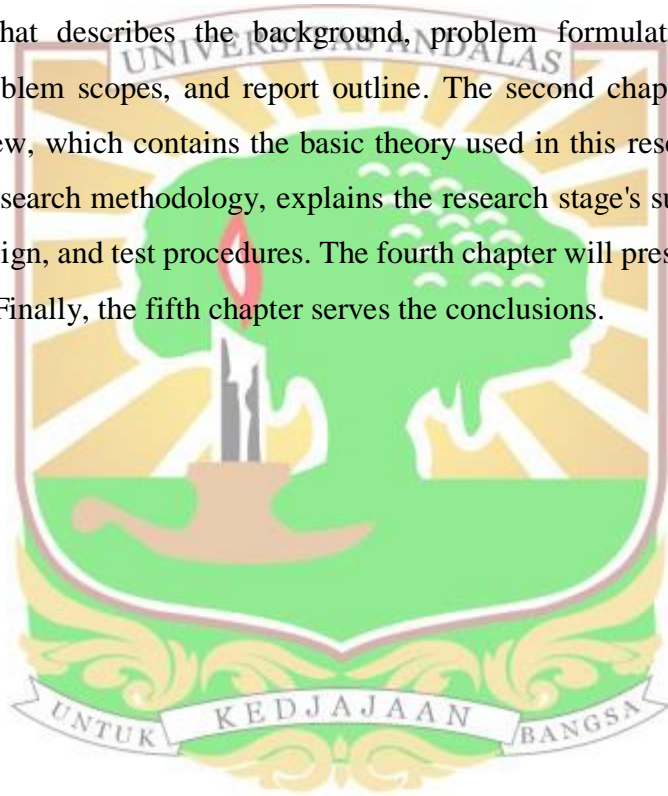 hat describes the background, problem formulat
UNIVERSITAS ANDALAS
blem scopes, and report outline. The second chap
ew, which contains the basic theory used in this rese
search methodology, explains the research stage's su
ign, and test procedures. The fourth chapter will pres
Finally, the fifth chapter serves the conclusions.
UNTUK KEDJAJAAN BANGSA